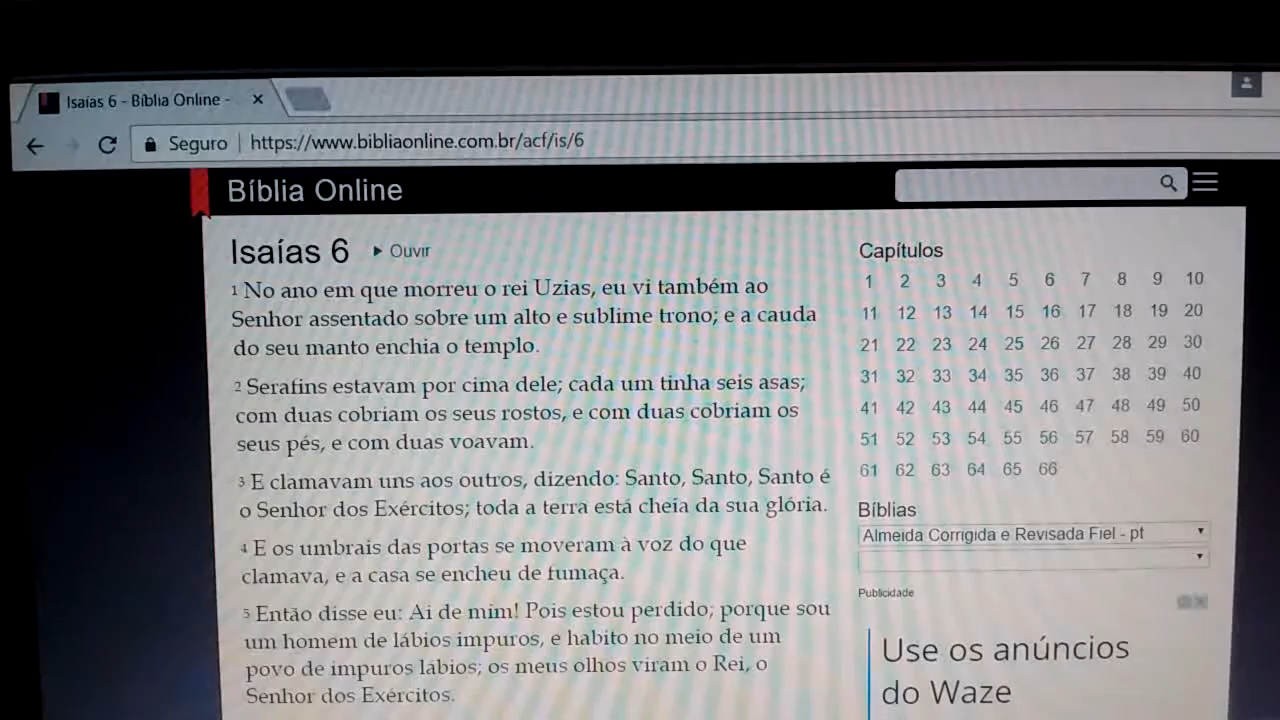 Isaías 6 - Bíblia Online -
Seguro | https://www.bibliaonline.com.br/acf/is/6
Bíblia Online
Isaías 6 Ouvir
1 No ano em que morreu o rei Uzias, eu vi também ao
Senhor assentado sobre um alto e sublime trono; e a cauda
do seu manto enchia o templo.
2 Serafins estavam por cima dele; cada um tinha seis asas;
com duas cobriam os seus rostos, e com duas cobriam os
seus pés, e com duas voavam.
3 E clamavam uns aos outros, dizendo: Santo, Santo, Santo é
o Senhor dos Exércitos; toda a terra está cheia da sua glória.
4 E os umbrais das portas se moveram à voz do que
clamava, e a casa se encheu de fumaça.
5 Então disse eu: Ai de mim! Pois estou perdido; porque sou
um homem de lábios impuros, e habito no meio de um
povo de impuros lábios; os meus olhos viram o Rei, o
Senhor dos Exércitos.
Capítulos
1 2 3 4 5 6 7 8 9 10
11 12 13 14 15 16 17 18 19 20
21 22 23 24 25 26 27 28 29 30
31 32 33 34 35 36 37 38 39 40
41 42 43 44 45 46 47 48 49 50
51 52 53 54 55 56 57 58 59 60
61 62 63 64 65 66
Bíblias
Almeida Corrigida e Revisada Fiel - pt
Publicidade
Use os anúncios
do Waze